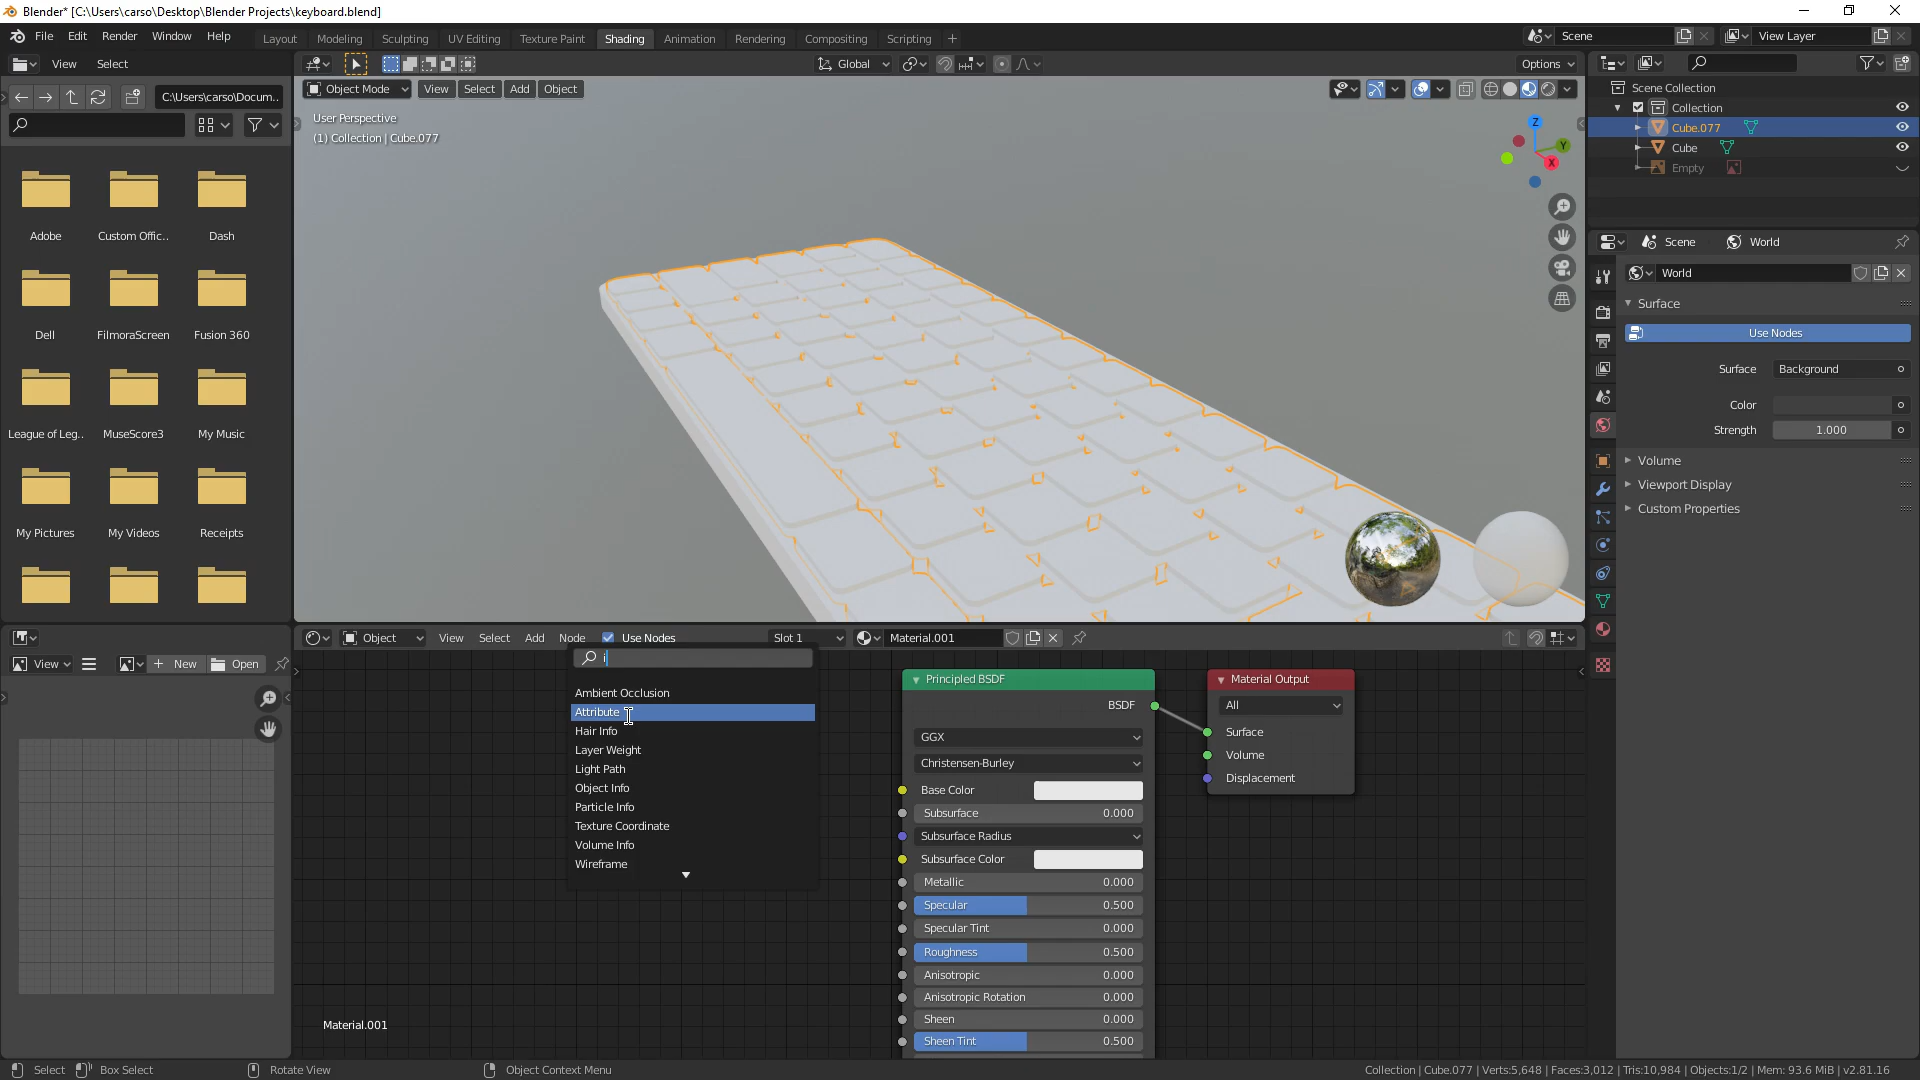 Blender* [C:\Users\carso\Desktop\Blender Projects\keyboard.blend]
File Edit Render Window Help
Layout Modeling Sculpting UV Editing Texture Paint Shading Animation Rendering Compositing Scripting
Scene
View Layer
View Select
Global
Options
C:\Users\carso\Docum..
Object Mode
View Select Add Object
User Perspective
(1) Collection | Cube.077
Z
Y
X
Scene Collection
Collection
Cube.077
Cube
Empty
Adobe
Custom Offic..
Dash
Dell
FilmoraScreen
Fusion 360
League of Leg..
MuseScore3
My Music
My Pictures
My Videos
Receipts
Scene
World
World
Surface
Use Nodes
Surface
Background
Color
Strength
1.000
Volume
Viewport Display
Custom Properties
View
New
Open
Object
View Select Add Node
Use Nodes
Slot 1
Material.001
i
Ambient Occlusion
Attribute
Hair Info
Layer Weight
Light Path
Object Info
Particle Info
Texture Coordinate
Volume Info
Wireframe
Principled BSDF
BSDF
GGX
Christensen-Burley
Base Color
Subsurface 0.000
Subsurface Radius
Subsurface Color
Metallic 0.000
Specular 0.500
Specular Tint 0.000
Roughness 0.500
Anisotropic 0.000
Anisotropic Rotation 0.000
Sheen 0.000
Sheen Tint 0.500
Material Output
All
Surface
Volume
Displacement
Material.001
Select
Box Select
Rotate View
Object Context Menu
Collection | Cube.077 | Verts:5,648 | Faces:3,012 | Tris:10,984 | Objects:1/2 | Mem: 93.6 MiB | v2.81.16